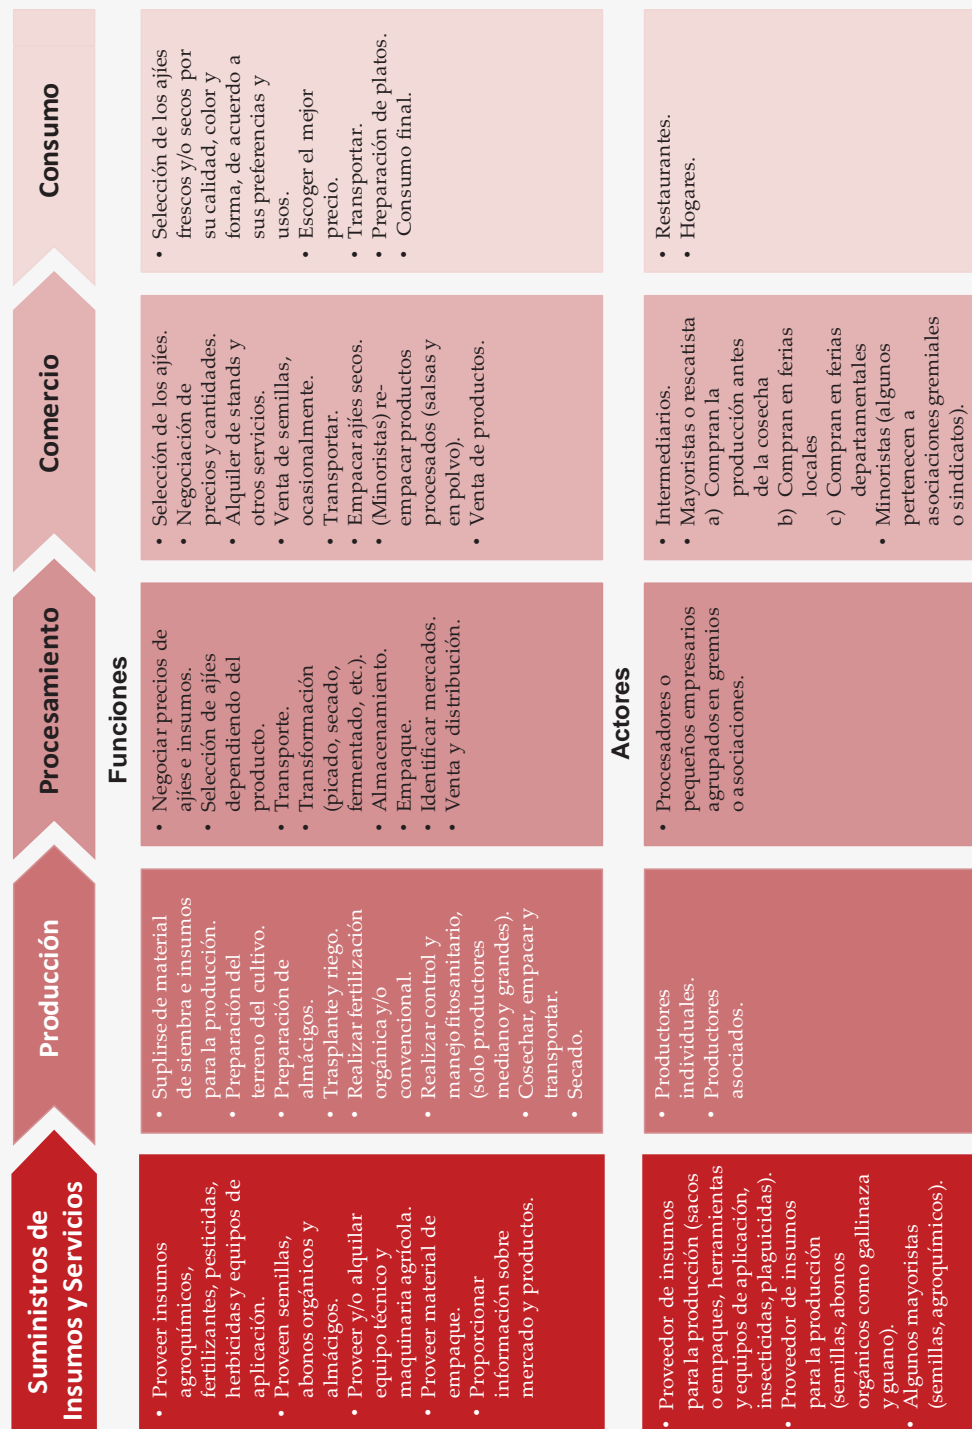 Suministros de
Insumos y Servicios
Producción
Procesamiento
Comercio
Consumo
Funciones
• Proveer insumos
agroquímicos,
fertilizantes, pesticidas,
herbicidas y equipos de
aplicación.
• Proveen semillas,
abonos orgánicos y
almácigos.
• Proveer y/o alquilar
equipo técnico y
maquinaria agrícola.
• Proveer material de
empaque.
• Proporcionar
información sobre
mercado y productos.
• Suplirse de material
de siembra e insumos
para la producción.
• Preparación del
terreno del cultivo.
• Preparación de
almácigos.
• Trasplante y riego.
• Realizar fertilización
orgánica y/o
convencional.
• Realizar control y
manejo fitosanitario,
(solo productores
mediano y grandes).
• Cosechar, empacar y
transportar.
• Secado.
• Negociar precios de
ajíes e insumos.
• Selección de ajíes
dependiendo del
producto.
• Transporte.
• Transformación
(picado, secado,
fermentado, etc.).
• Almacenamiento.
• Empaque.
• Identificar mercados.
• Venta y distribución.
• Selección de los ajíes.
• Negociación de
precios y cantidades.
• Alquiler de stands y
otros servicios.
• Venta de semillas,
ocasionalmente.
• Transportar.
• Empacar ajíes secos.
• (Minoristas) re-
empacar productos
procesados (salsas y
en polvo).
• Venta de productos.
• Selección de los ajíes
frescos y/o secos por
su calidad, color y
forma, de acuerdo a
sus preferencias y
usos.
• Escoger el mejor
precio.
• Transportar.
• Preparación de platos.
• Consumo final.
Actores
• Proveedor de insumos
para la producción (sacos
o empaques, herramientas
y equipos de aplicación,
insecticidas, plaguicidas).
• Proveedor de insumos
para la producción
(semillas, abonos
orgánicos como gallinaza
y guano).
• Algunos mayoristas
(semillas, agroquímicos).
• Productores
individuales.
• Productores
asociados.
• Procesadores o
pequeños empresarios
agrupados en gremios
o asociaciones.
• Intermediarios.
• Mayoristas o rescatista
a) Compran la
producción antes
de la cosecha
b) Compran en ferias
locales
c) Compran en ferias
departamentales
• Minoristas (algunos
pertenecen a
asociaciones gremiales
o sindicatos).
• Restaurantes.
• Hogares.